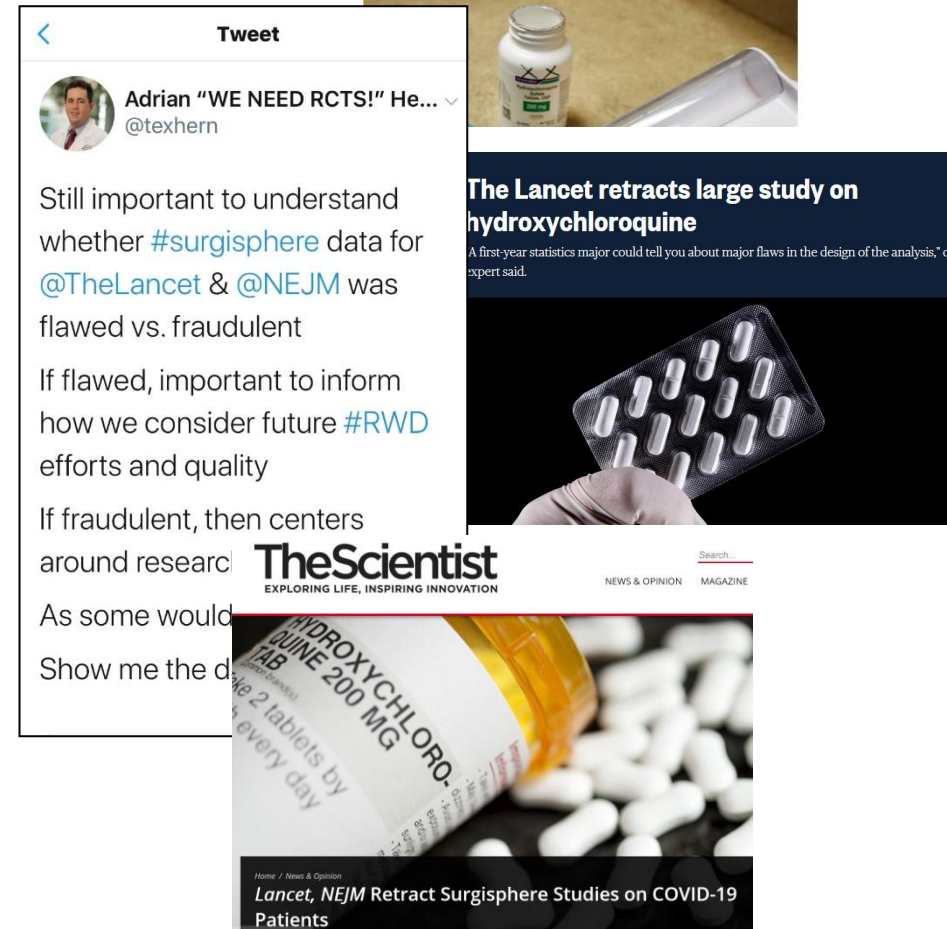 Tweet
Adrian “WE NEED RCTS!” He...
@texhern
Still important to understand
whether #surgisphere data for
@TheLancet & @NEJM was
flawed vs. fraudulent
If flawed, important to inform
how we consider future #RWD
efforts and quality
If fraudulent, then centers
around
As some would
Show me the
200 mg
The Lancet retracts large study on
hydroxychloroquine
A first-year statistics major could tell you about major flaws in the design of the analysis,"
expert said.
TheScientist
EXPLORING LIFE, INSPIRING INNOVATION
Search...
NEWS & OPINION MAGAZINE
HYDROXYCHLORO-
QUINE 200 MG
TAB
2 tablets by
every day
Home / News & Opinion
Lancet, NEJM Retract Surgisphere Studies on COVID-19
Patients